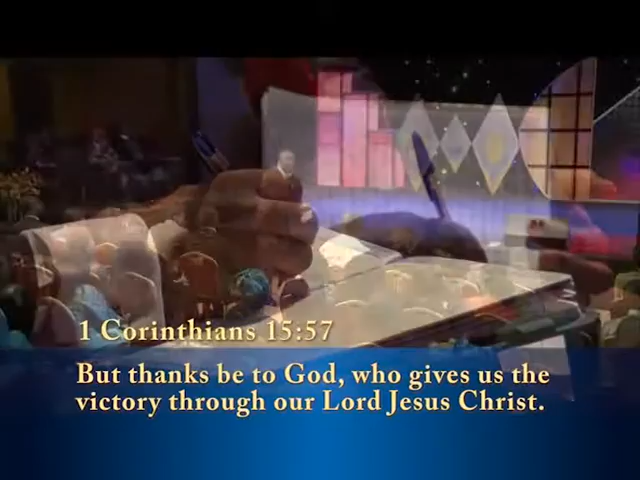 1 Corinthians 15:57
But thanks be to God, who gives us the
victory through our Lord Jesus Christ.